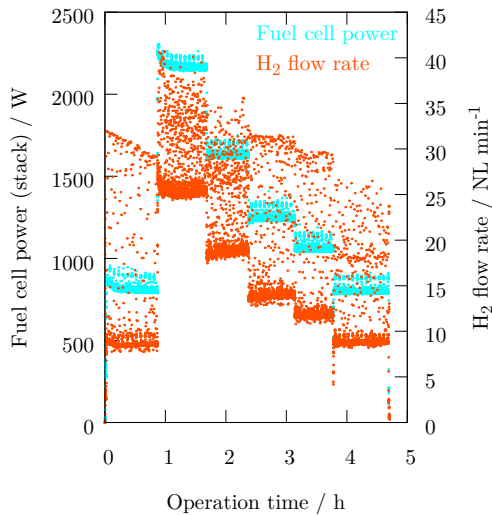 Fuel cell power
H₂ flow rate
Fuel cell power (stack) / W
H₂ flow rate / NL min⁻¹
Operation time / h
0
500
1000
1500
2000
2500
0
5
10
15
20
25
30
35
40
45
0 1 2 3 4 5